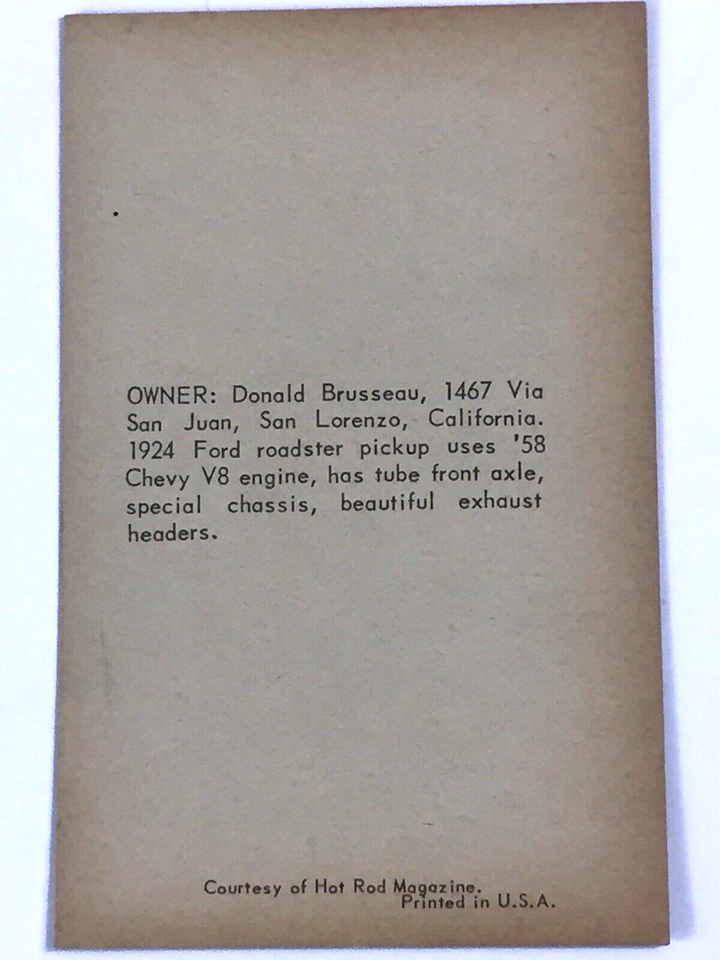 OWNER: Donald Brusseau, 1467 Via
San Juan, San Lorenzo, California.
1924 Ford roadster pickup uses '58
Chevy V8 engine, has tube front axle,
special chassis, beautiful exhaust
headers.
Courtesy of Hot Rod Magazine.
Printed in U.S.A.